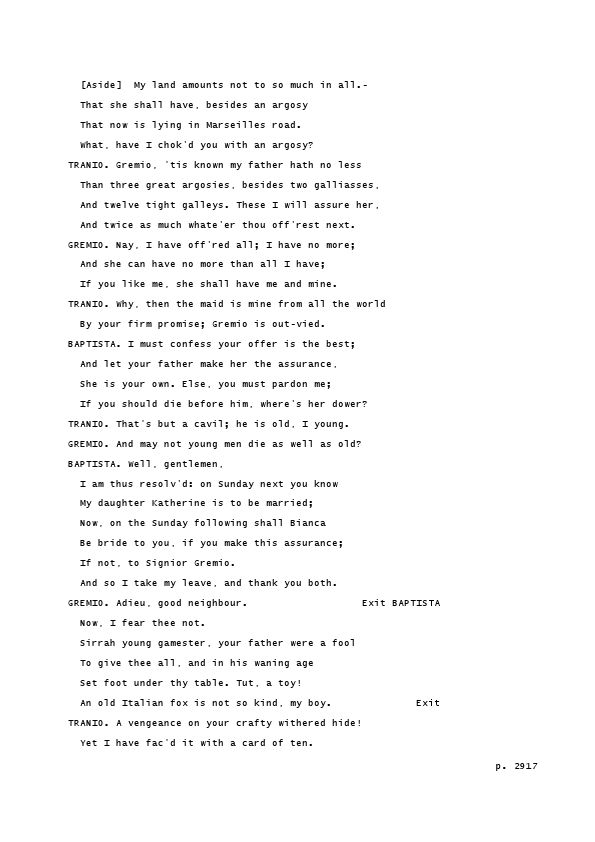 [Aside]  My land amounts not to so much in all.-
That she shall have, besides an argosy
That now is lying in Marseilles road.
What, have I chok'd you with an argosy?
TRANIO. Gremio, 'tis known my father hath no less
Than three great argosies, besides two galliasses,
And twelve tight galleys. These I will assure her,
And twice as much whate'er thou off'rest next.
GREMIO. Nay, I have off'red all; I have no more;
And she can have no more than all I have;
If you like me, she shall have me and mine.
TRANIO. Why, then the maid is mine from all the world
By your firm promise; Gremio is out-vied.
BAPTISTA. I must confess your offer is the best;
And let your father make her the assurance,
She is your own. Else, you must pardon me;
If you should die before him, where's her dower?
TRANIO. That's but a cavil; he is old, I young.
GREMIO. And may not young men die as well as old?
BAPTISTA. Well, gentlemen,
I am thus resolv'd: on Sunday next you know
My daughter Katherine is to be married;
Now, on the Sunday following shall Bianca
Be bride to you, if you make this assurance;
If not, to Signior Gremio.
And so I take my leave, and thank you both.
GREMIO. Adieu, good neighbour.                   Exit BAPTISTA
Now, I fear thee not.
Sirrah young gamester, your father were a fool
To give thee all, and in his waning age
Set foot under thy table. Tut, a toy!
An old Italian fox is not so kind, my boy.              Exit
TRANIO. A vengeance on your crafty withered hide!
Yet I have fac'd it with a card of ten.
p. 2917